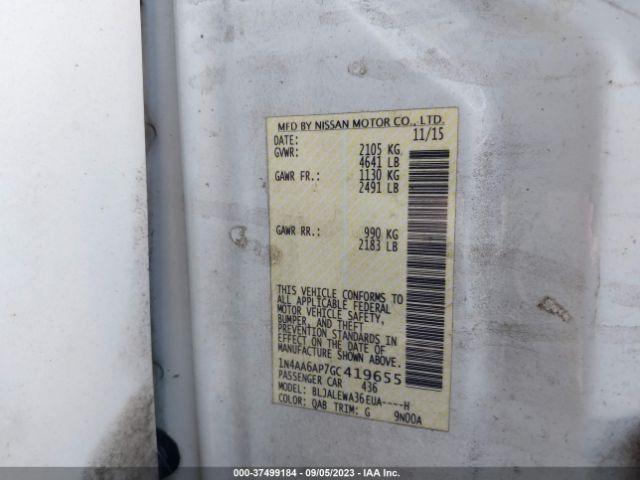 MFD BY NISSAN MOTOR CO., LTD.
DATE: 11/15
GVWR: 2105 KG
4641 LB
GAWR FR.: 1130 KG
2491 LB
GAWR RR.: 990 KG
2183 LB
THIS VEHICLE CONFORMS TO
ALL APPLICABLE FEDERAL
MOTOR VEHICLE SAFETY,
BUMPER, AND THEFT
PREVENTION STANDARDS IN
EFFECT ON THE DATE OF
MANUFACTURE SHOWN ABOVE.
1N4AA6AP7GC419655
PASSENGER CAR 436
MODEL: BLJALEWA36EUA----H
COLOR: QAB TRIM: G 9N00A
0 - 37499184 - 09/05/2023 - IAA Inc.